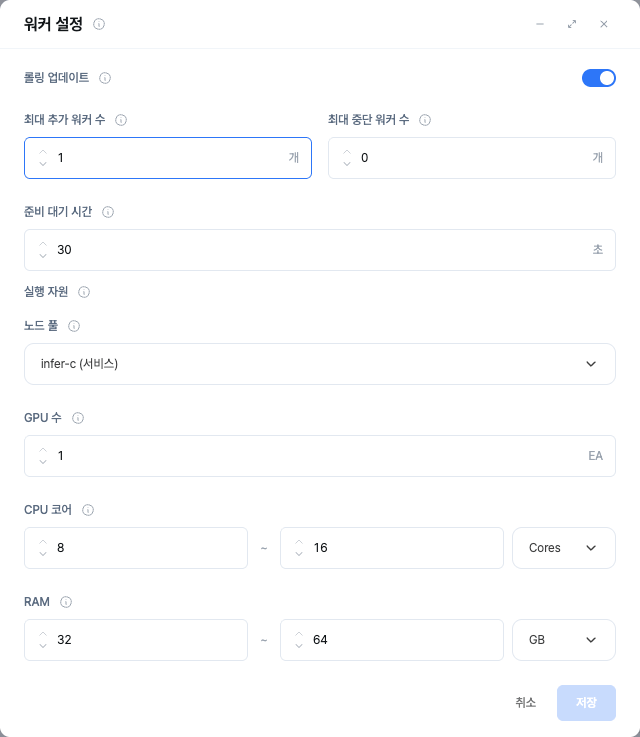 워커 설정
롤링 업데이트
최대 추가 워커 수 최대 중단 워커 수
1 개 0 개
준비 대기 시간
30 초
실행 자원
노드 풀
infer-c (서비스)
GPU 수
1 EA
CPU 코어
8 ~ 16 Cores
RAM
32 ~ 64 GB
취소 저장